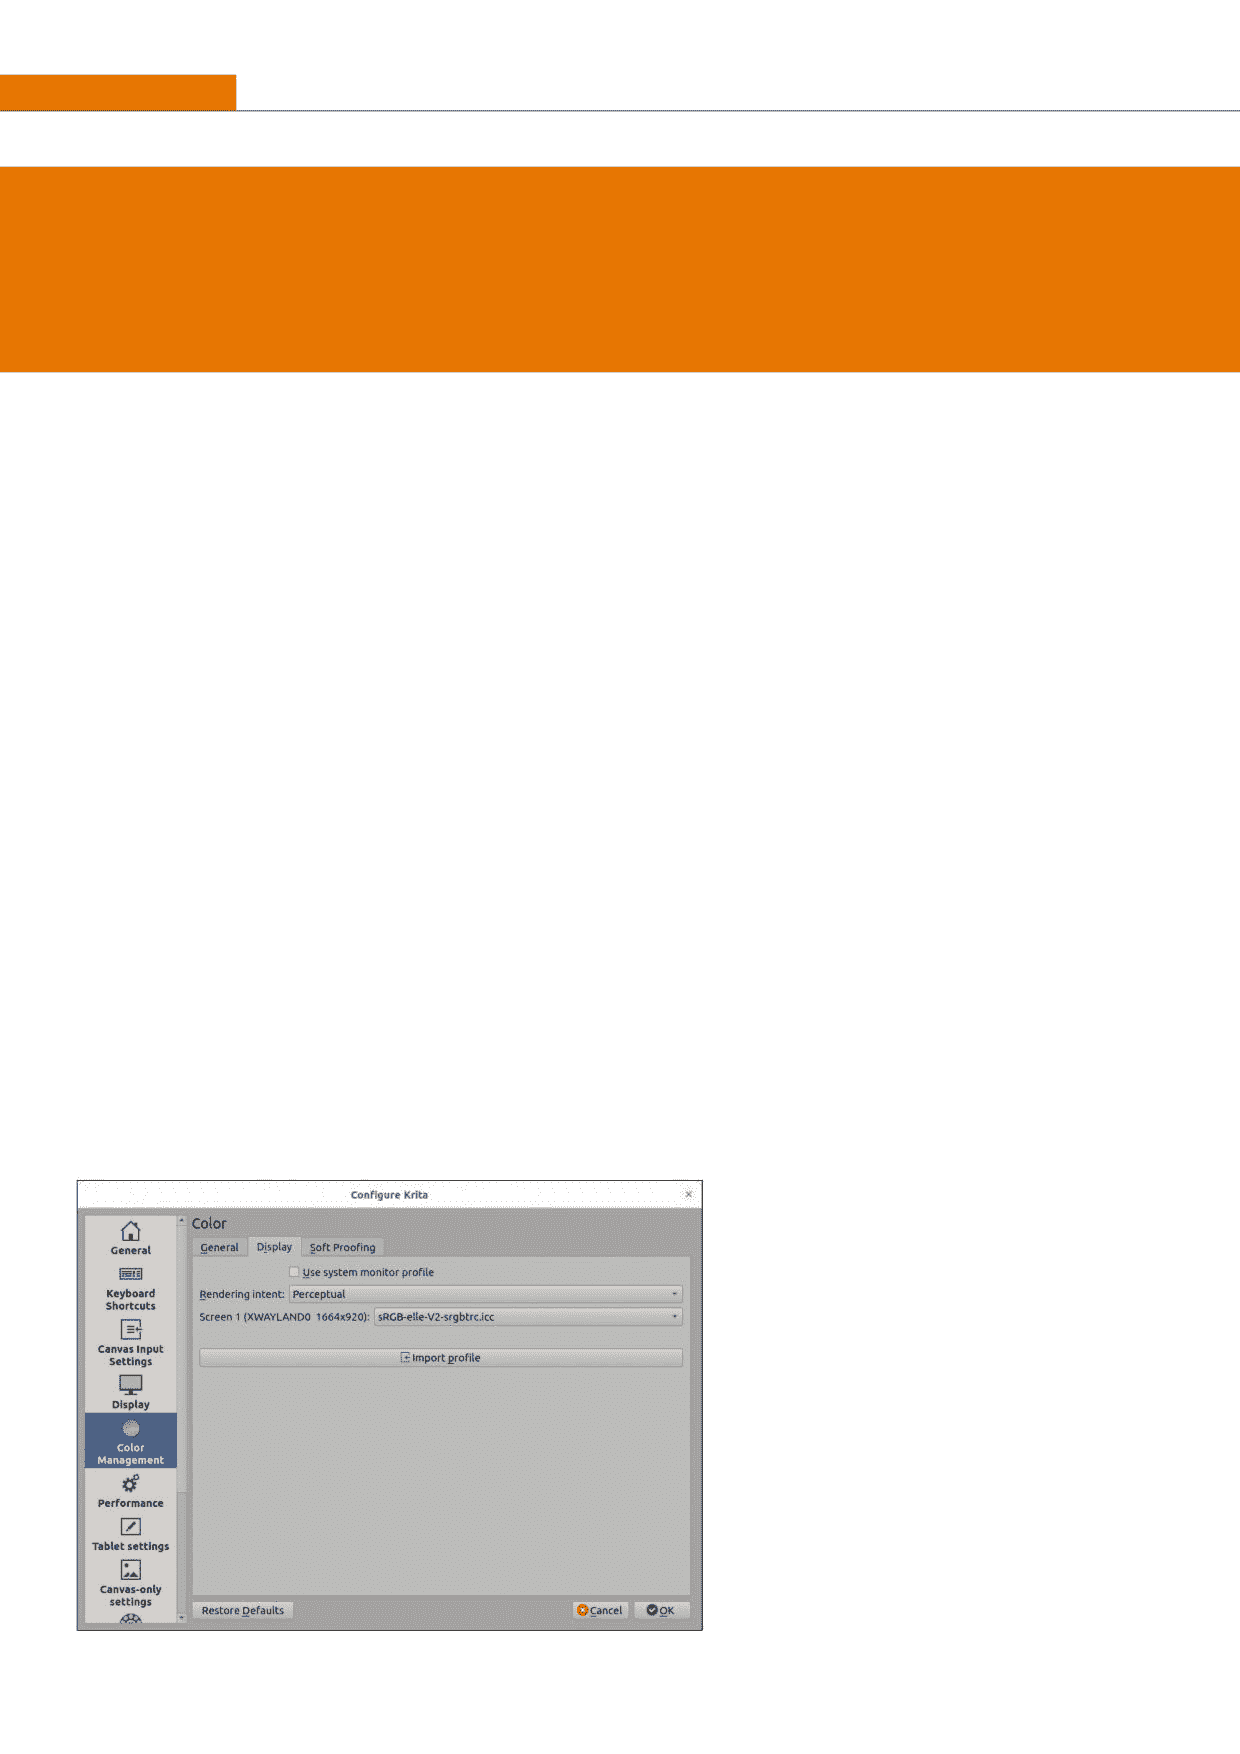 Configure Krita
General
Keyboard
Shortcuts
Canvas Input
Settings
Display
Color
Management
Performance
Tablet settings
Canvas-only
settings
Color
General Display Soft Proofing
Use system monitor profile
Rendering intent: Perceptual
Screen 1 (XWAYLAND0 1664x920): sRGB-elle-V2-srgbtrc.icc
Import profile
Restore Defaults Cancel OK